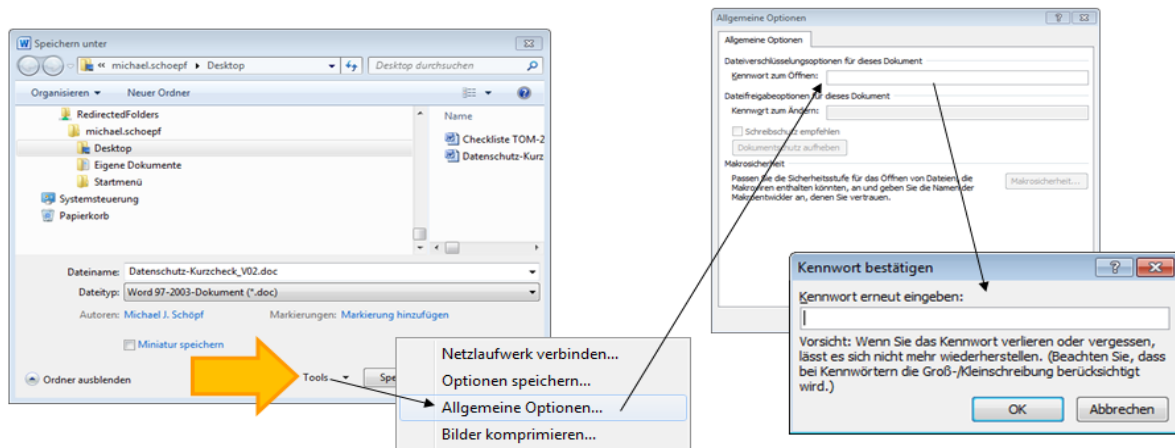 Speichern unter
« michael.schoepf ▸ Desktop
Desktop durchsuchen
Organisieren ▾ Neuer Ordner
RedirectedFolders
michael.schoepf
Desktop
Eigene Dokumente
Startmenü
Systemsteuerung
Papierkorb
Name
Checkliste TOM-2
Datenschutz-Kurz
Dateiname: Datenschutz-Kurzcheck_V02.doc
Dateityp: Word 97-2003-Dokument (*.doc)
Autoren: Michael J. Schöpf Markierungen: Markierung hinzufügen
Miniatur speichern
Ordner ausblenden
Tools ▾ Spe
Netzlaufwerk verbinden...
Optionen speichern...
Allgemeine Optionen...
Bilder komprimieren...
Allgemeine Optionen
Allgemeine Optionen
Dateiverschlüsselungsoptionen für dieses Dokument
Kennwort zum Öffnen:
Dateifreigabeoptionen für dieses Dokument
Kennwort zum Ändern:
Schreibschutz empfehlen
Dokumentschutz aufheben
Makrosicherheit
Passen Sie die Sicherheitsstufe für das Öffnen von Dateien, die
Makroviren enthalten könnten, an und geben Sie die Namen der
Makroentwickler an, denen Sie vertrauen.
Makrosicherheit...
Kennwort bestätigen
Kennwort erneut eingeben:
Vorsicht: Wenn Sie das Kennwort verlieren oder vergessen,
lässt es sich nicht mehr wiederherstellen. (Beachten Sie, dass
bei Kennwörtern die Groß-/Kleinschreibung berücksichtigt
wird.)
OK
Abbrechen